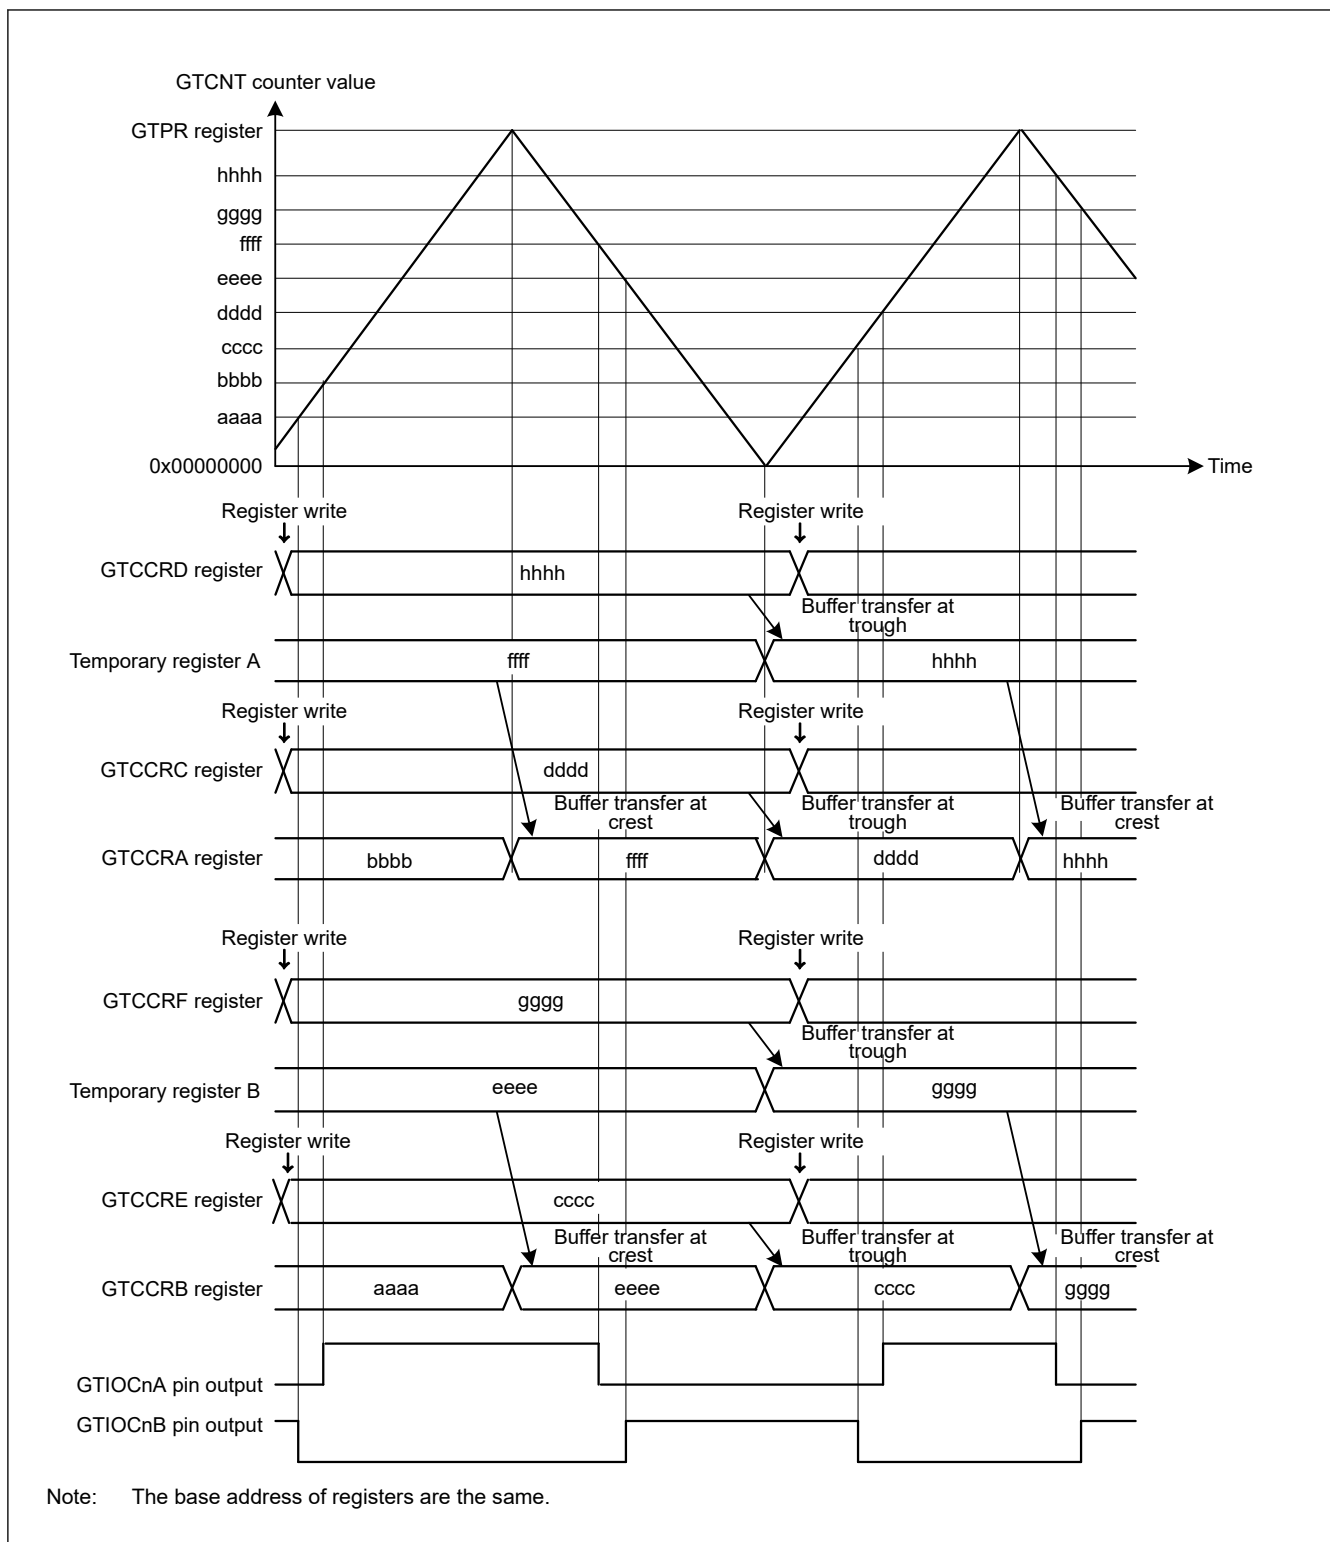 GTCNT counter value
GTPR register
hhhh
gggg
ffff
eeee
dddd
cccc
bbbb
aaaa
0x00000000
Time
Register write
Register write
GTCCRD register
hhhh
Buffer transfer at
trough
Temporary register A
ffff
hhhh
Register write
Register write
GTCCRC register
dddd
Buffer transfer at
crest
Buffer transfer at
trough
Buffer transfer at
crest
GTCCRA register
bbbb
ffff
dddd
hhhh
Register write
Register write
GTCCRF register
gggg
Buffer transfer at
trough
Temporary register B
eeee
gggg
Register write
Register write
GTCCRE register
cccc
Buffer transfer at
crest
Buffer transfer at
trough
Buffer transfer at
crest
GTCCRB register
aaaa
eeee
cccc
gggg
GTIOCnA pin output
GTIOCnB pin output
Note: The base address of registers are the same.